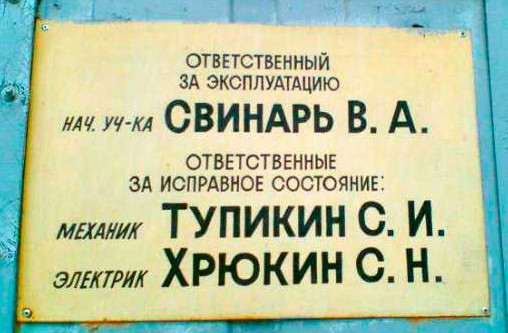 ОТВЕТСТВЕННЫЙ
ЗА ЭКСПЛУАТАЦИЮ
НАЧ. УЧ-КА СВИНАРЬ В. А.
ОТВЕТСТВЕННЫЕ
ЗА ИСПРАВНОЕ СОСТОЯНИЕ:
МЕХАНИК ТУПИКИН С. И.
ЭЛЕКТРИК ХРЮКИН С. Н.